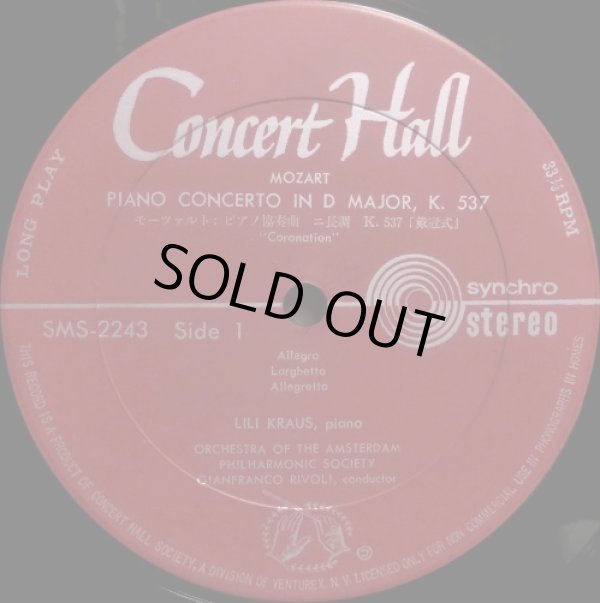 Concert Hall
MOZART
PIANO CONCERTO IN D MAJOR, K. 537
モーツァルト: ピアノ協奏曲 ニ長調 K.537「戴冠式」
"Coronation"
LONG PLAY
33⅓ RPM
SOLD OUT
synchro
stereo
SMS-2243 Side 1
Allegro
Larghetto
Allegretto
LILI KRAUS, piano
ORCHESTRA OF THE AMSTERDAM
PHILHARMONIC SOCIETY
GIANFRANCO RIVOLI, conductor
THIS RECORD IS A PRODUCT OF CONCERT HALL SOCIETY, A DIVISION OF VENTUREX, N. V. LICENSED ONLY FOR NON COMMERCIAL USE IN PHONOGRAPHS IN HOMES